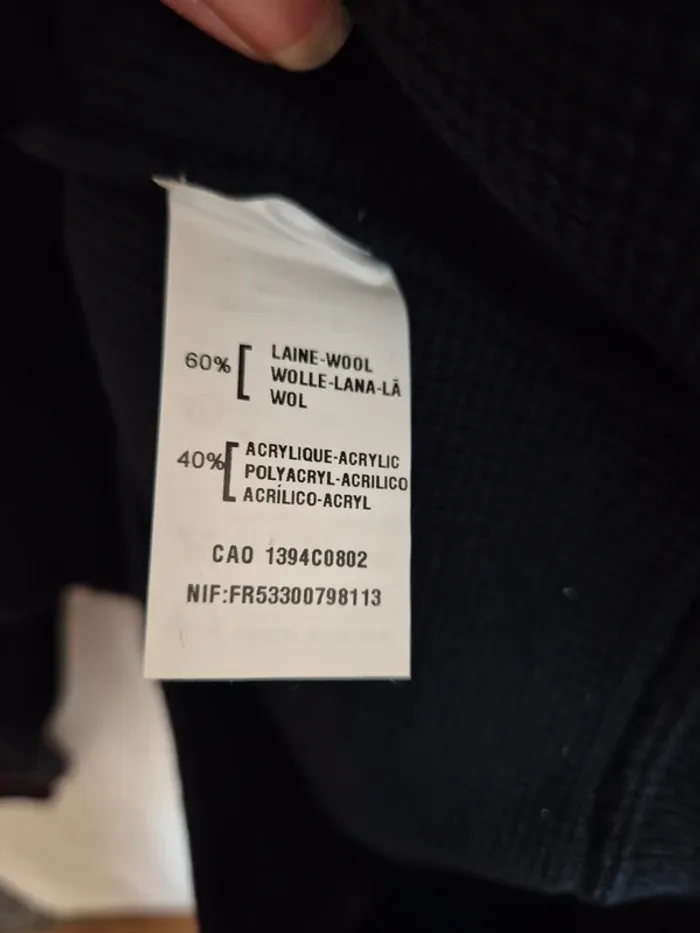 60% LAINE-WOOL
WOLLE-LANA-LÃ
WOL
40% ACRYLIQUE-ACRYLIC
POLYACRYL-ACRILICO
ACRÍLICO-ACRYL
CAO 1394C0802
NIF:FR53300798113